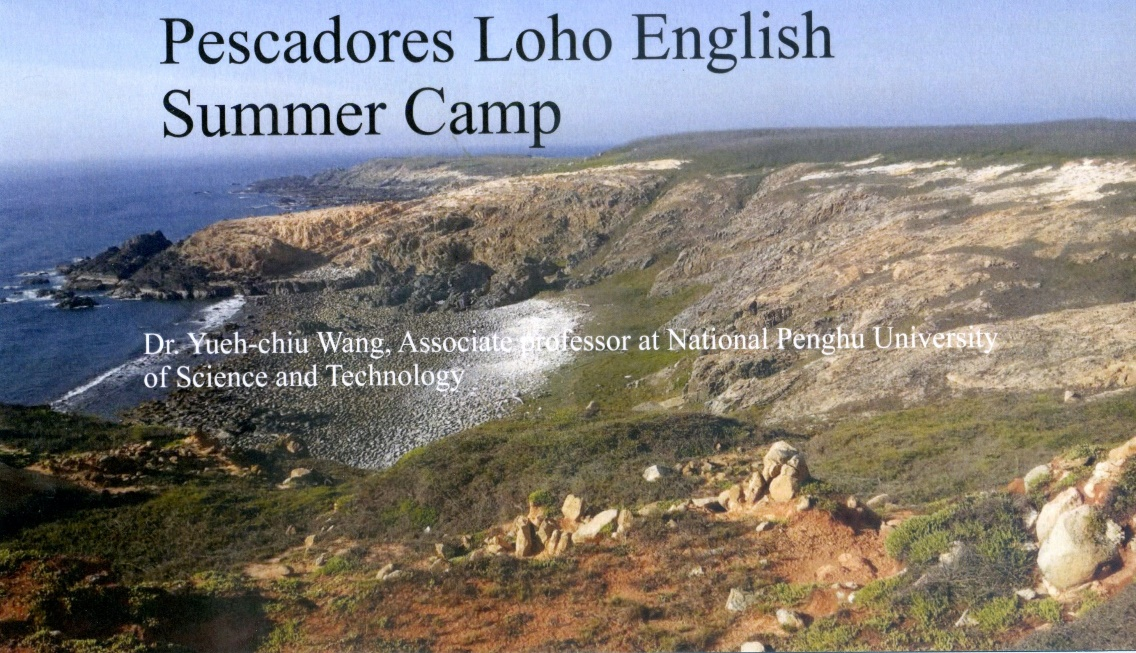 Pescadores Loho English
Summer Camp
Dr. Yueh-chiu Wang, Associate professor at National Penghu University
of Science and Technology